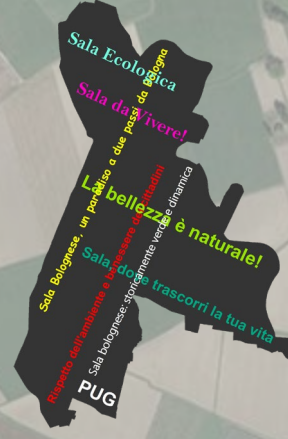 Sala Ecologica
Sala da Vivere!
Sala Bolognese, un paradiso a due passi da Bologna
La bellezza è naturale!
Rispetto dell'ambiente e benessere dei cittadini
Sala bolognese: storicamente verde e dinamica
Sala, dove trascorri la tua vita
PUG